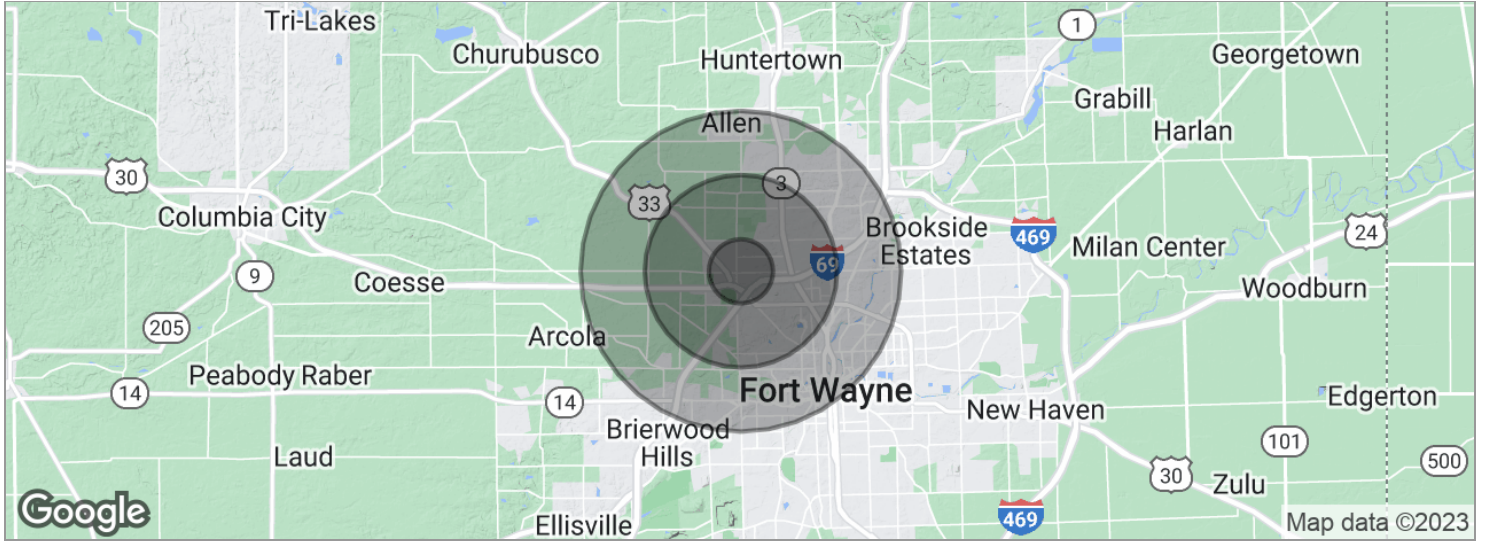 Tri-Lakes
1
Churubusco
Huntertown
Georgetown
Grabill
Allen
Harlan
30
3
33
Columbia City
Brookside
Estates
469
24
Milan Center
69
9
Coesse
Woodburn
205
Arcola
Peabody Raber
14
14
Fort Wayne
Edgerton
New Haven
Brierwood
Hills
101
Laud
500
30
Zulu
Google
469
Ellisville
Map data ©2023